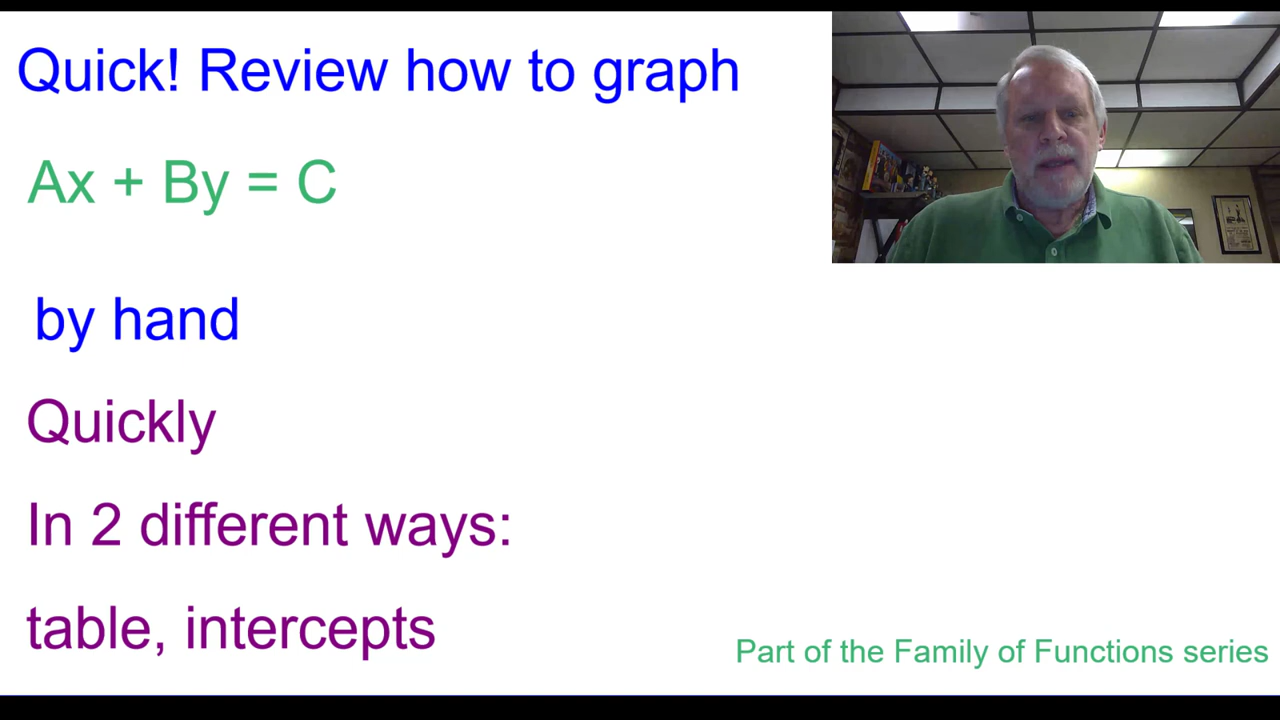 Quick! Review how to graph
Ax + By = C
by hand
Quickly
In 2 different ways:
table, intercepts
Part of the Family of Functions series